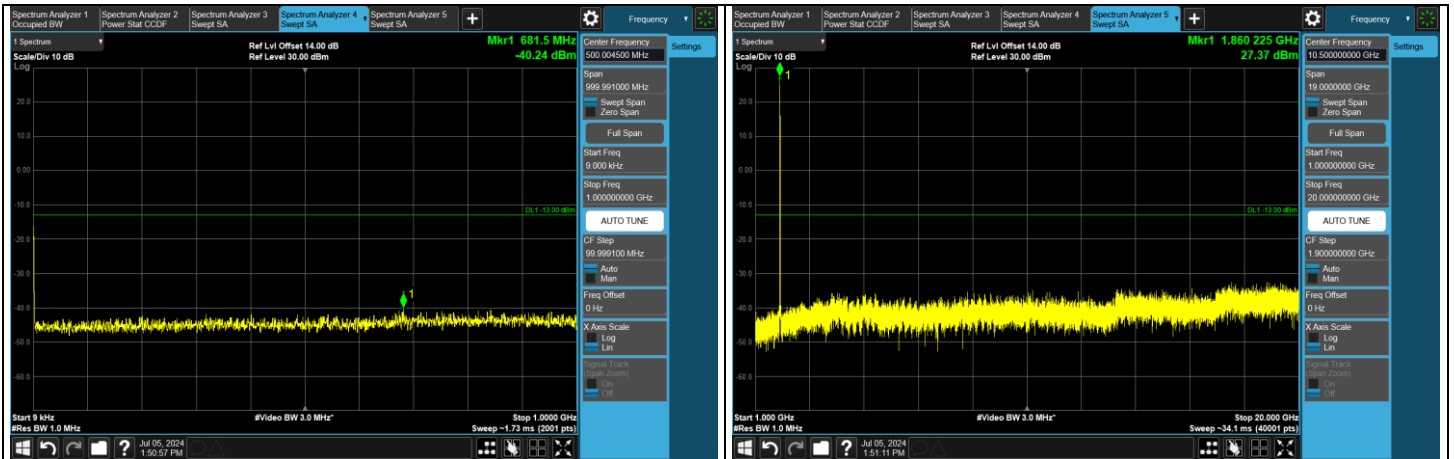 Spectrum Analyzer 1
Occupied BW
Spectrum Analyzer 2
Power Stat CCDF
Spectrum Analyzer 3
Swept SA
Spectrum Analyzer 4
Swept SA
Spectrum Analyzer 5
Swept SA
Frequency
1 Spectrum
Scale/Div 10 dB
Log
Ref Lvl Offset 14.00 dB
Ref Level 30.00 dBm
Mkr1 681.5 MHz
-40.24 dBm
20.0
10.0
0.00
-10.0
-20.0
-30.0
-40.0
-50.0
-60.0
DL1 -13.00 dBm
1
Start 9 kHz
#Res BW 1.0 MHz
#Video BW 3.0 MHz*
Stop 1.0000 GHz
Sweep ~1.73 ms (2001 pts)
Center Frequency
500.004500 MHz
Settings
Span
999.991000 MHz
Swept Span
Zero Span
Full Span
Start Freq
9.000 kHz
Stop Freq
1.000000000 GHz
AUTO TUNE
CF Step
99.999100 MHz
Auto
Man
Freq Offset
0 Hz
X Axis Scale
Log
Lin
Signal Track
(Span Zoom)
On
Off
?
Jul 05, 2024
1:50:57 PM
Spectrum Analyzer 1
Occupied BW
Spectrum Analyzer 2
Power Stat CCDF
Spectrum Analyzer 3
Swept SA
Spectrum Analyzer 4
Swept SA
Spectrum Analyzer 5
Swept SA
Frequency
1 Spectrum
Scale/Div 10 dB
Log
Ref Lvl Offset 14.00 dB
Ref Level 30.00 dBm
Mkr1 1.860 225 GHz
27.37 dBm
1
20.0
10.0
0.00
-10.0
-20.0
-30.0
-40.0
-50.0
-60.0
DL1 -13.00 dBm
Start 1.000 GHz
#Res BW 1.0 MHz
#Video BW 3.0 MHz*
Stop 20.000 GHz
Sweep ~34.1 ms (40001 pts)
Center Frequency
10.500000000 GHz
Settings
Span
19.0000000 GHz
Swept Span
Zero Span
Full Span
Start Freq
1.000000000 GHz
Stop Freq
20.000000000 GHz
AUTO TUNE
CF Step
1.900000000 GHz
Auto
Man
Freq Offset
0 Hz
X Axis Scale
Log
Lin
Signal Track
(Span Zoom)
On
Off
?
Jul 05, 2024
1:51:11 PM